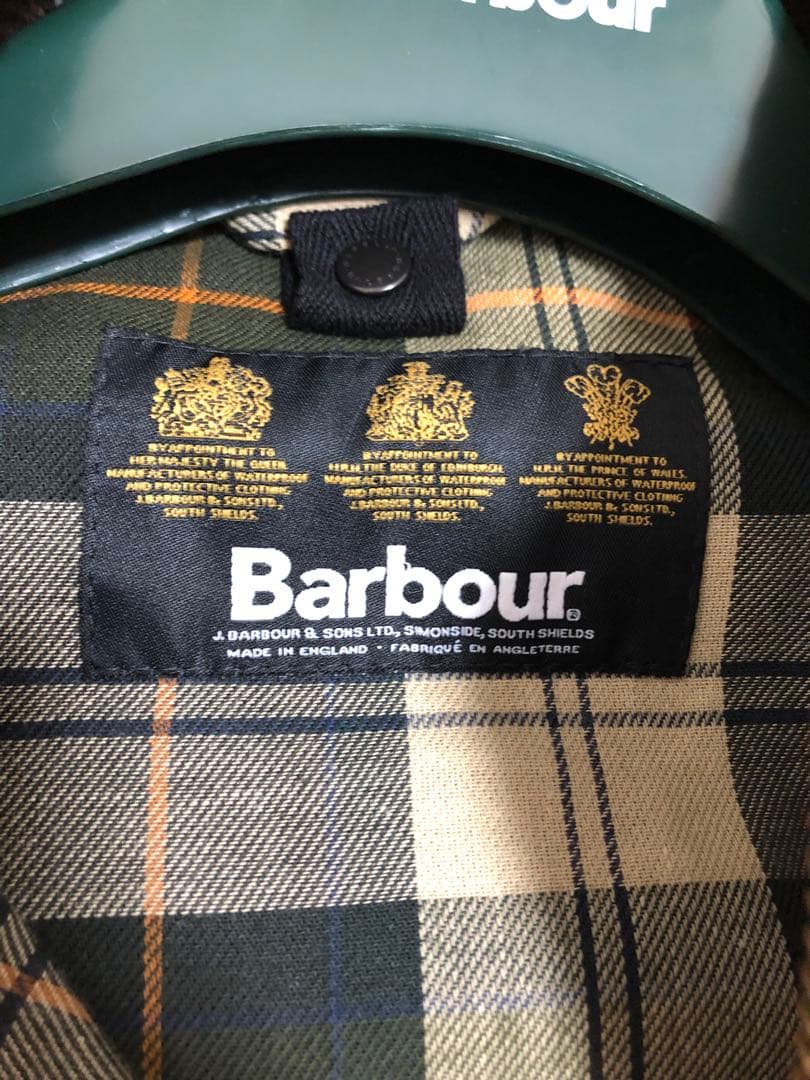 Barbour
BY APPOINTMENT TO
HER MAJESTY THE QUEEN
MANUFACTURERS OF WATERPROOF
AND PROTECTIVE CLOTHING
J.BARBOUR & SONS LTD.
SOUTH SHIELDS.
BY APPOINTMENT TO
H.R.H. THE DUKE OF EDINBURGH
MANUFACTURERS OF WATERPROOF
AND PROTECTIVE CLOTHING
J.BARBOUR & SONS LTD.
SOUTH SHIELDS.
BY APPOINTMENT TO
H.R.H. THE PRINCE OF WALES.
MANUFACTURERS OF WATERPROOF
AND PROTECTIVE CLOTHING
J.BARBOUR & SONS LTD.
SOUTH SHIELDS.
Barbour®
J. BARBOUR & SONS LTD., SIMONSIDE, SOUTH SHIELDS
MADE IN ENGLAND · FABRIQUÉ EN ANGLETERRE